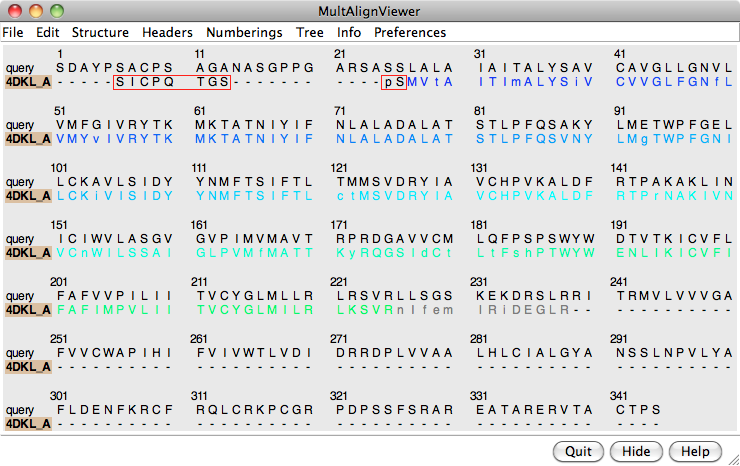 MultAlignViewer
File Edit Structure Headers Numberings Tree Info Preferences
1 11 21 31 41
query SDAYPSACPS AGANASGPPG ARSASSLALA IAITALYSAV CAVGLLGNVL
4DKL_A -----SICPQ TGS------- ----pSMVtA ITImALYSiV CVVGLFGNfL
51 61 71 81 91
query VMFGIVRYTK MKTATNIYIF NLALADALAT STLPFQSAKY LMETWPFGEL
4DKL_A VMYvIVRYTK MKTATNIYIF NLALADALAT STLPFQSVNY LMgTWPFGNI
101 111 121 131 141
query LCKAVLSIDY YNMFTSIFTL TMMSVDRYIA VCHPVKALDF RTPAKAKLIN
4DKL_A LCKiVISIDY YNMFTSIFTL ctMSVDRYIA VCHPVKALDF RTPrNAKIVN
151 161 171 181 191
query ICIWVLASGV GVPIMVMAVT RPRDGAVVCM LQFPSPSWYW DTVTKICVFL
4DKL_A VCnWILSSAI GLPVMfMATT KyRQGSIdCt LtFshPTWYW ENLIKICVFI
201 211 221 231 241
query FAFVVPILII TVCYGLMLLR LRSVRLLSGS KEKDRSLRRI TRMVLVVVGA
4DKL_A FAFIMPVLII TVCYGLMILR LKSVRnIfem IRiDEGLR-- ----------
251 261 271 281 291
query FVVCWAPIHI FVIVWTLVDI DRRDPLVVAA LHLCIALGYA NSSLNPVLYA
4DKL_A ---------- ---------- ---------- ---------- ----------
301 311 321 331 341
query FLDENFKRCF RQLCRKPCGR PDPSSFSRAR EATARERVTA CTPS
4DKL_A ---------- ---------- ---------- ---------- ----
Quit Hide Help